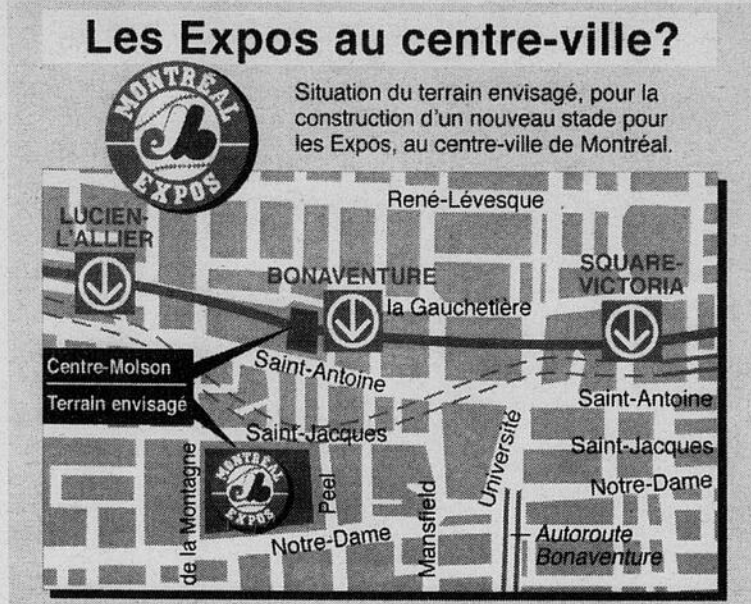 Les Expos au centre-ville?
MONTRÉAL
EXPOS
Situation du terrain envisagé, pour la
construction d'un nouveau stade pour
les Expos, au centre-ville de Montréal.
René-Lévesque
LUCIEN-
L'ALLIER
BONAVENTURE
SQUARE-
VICTORIA
la Gauchetière
Centre-Molson
Terrain envisagé
Saint-Antoine
Saint-Antoine
Saint-Jacques
Saint-Jacques
Notre-Dame
de la Montagne
MONTRÉAL
EXPOS
Peel
Notre-Dame
Mansfield
Université
Autoroute
Bonaventure